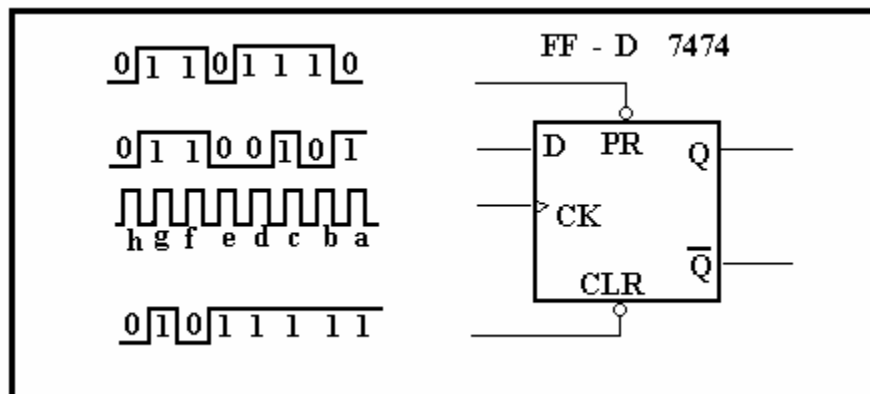 FF - D 7474
0 1 1 0 1 1 1 0
0 1 1 0 0 1 0 1
h g f e d c b a
0 1 0 1 1 1 1 1
D PR Q
CK
CLR Q̅